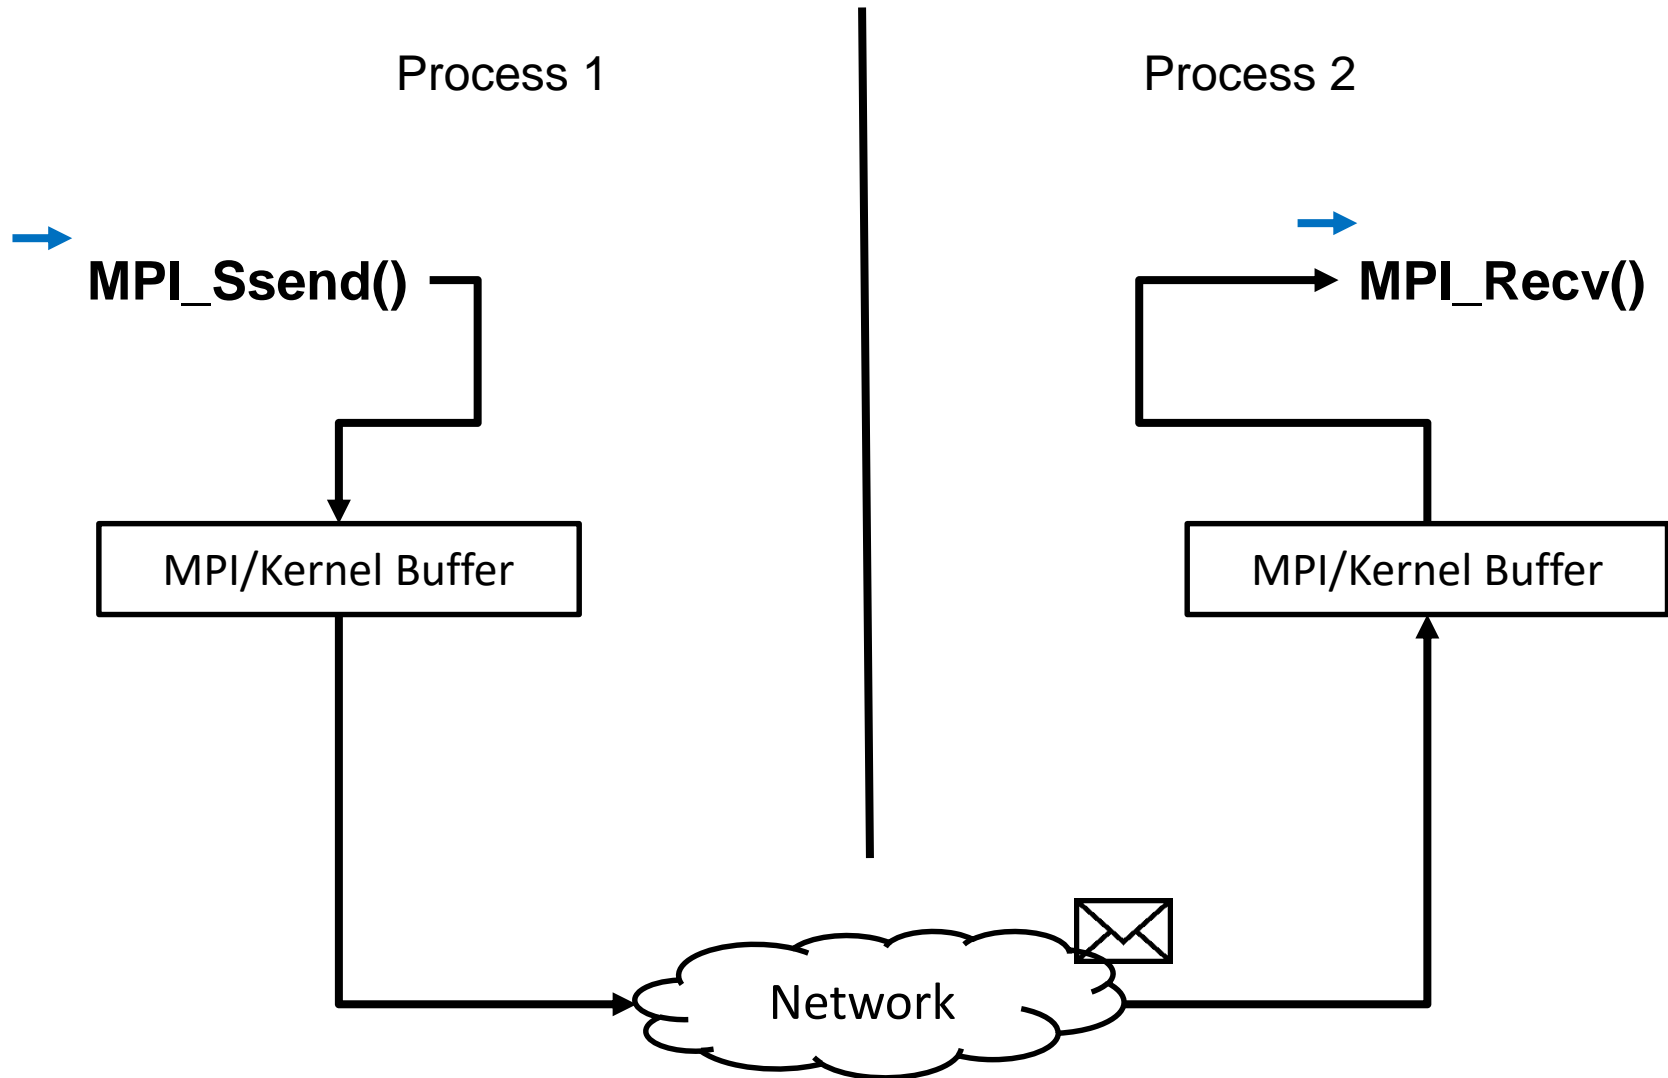 Process 1
Process 2
MPI_Ssend()
MPI_Recv()
MPI/Kernel Buffer
MPI/Kernel Buffer
Network